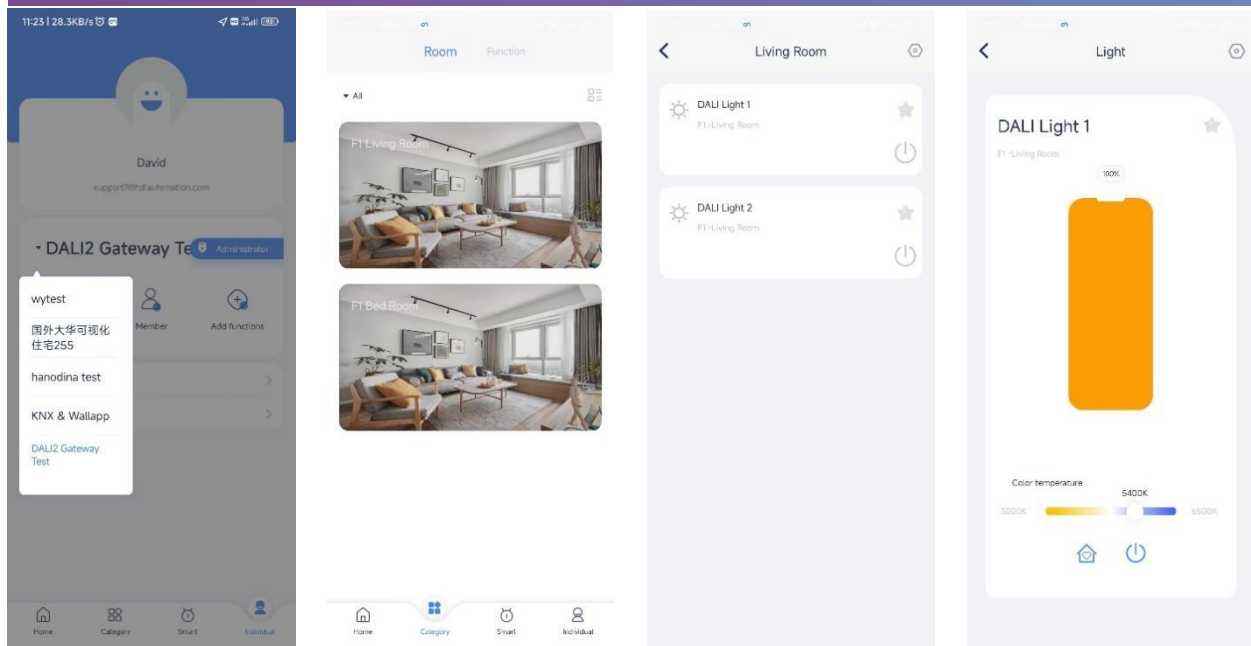 11:23 | 28.3KB/s
David
DALI2 Gateway Te
Administrator
wytest
国外大华可视化
住宅255
hanodina test
KNX & Wallapp
DALI2 Gateway
Test
Member
Add functions
Home
Category
Smart
Individual
Room
Function
All
F1 Living Room
F1 Bed Room
Home
Category
Smart
Individual
Living Room
DALI Light 1
F1-Living Room
DALI Light 2
F1-Living Room
Light
DALI Light 1
F1-Living Room
100%
Color temperature
5400K
3000K
6500K